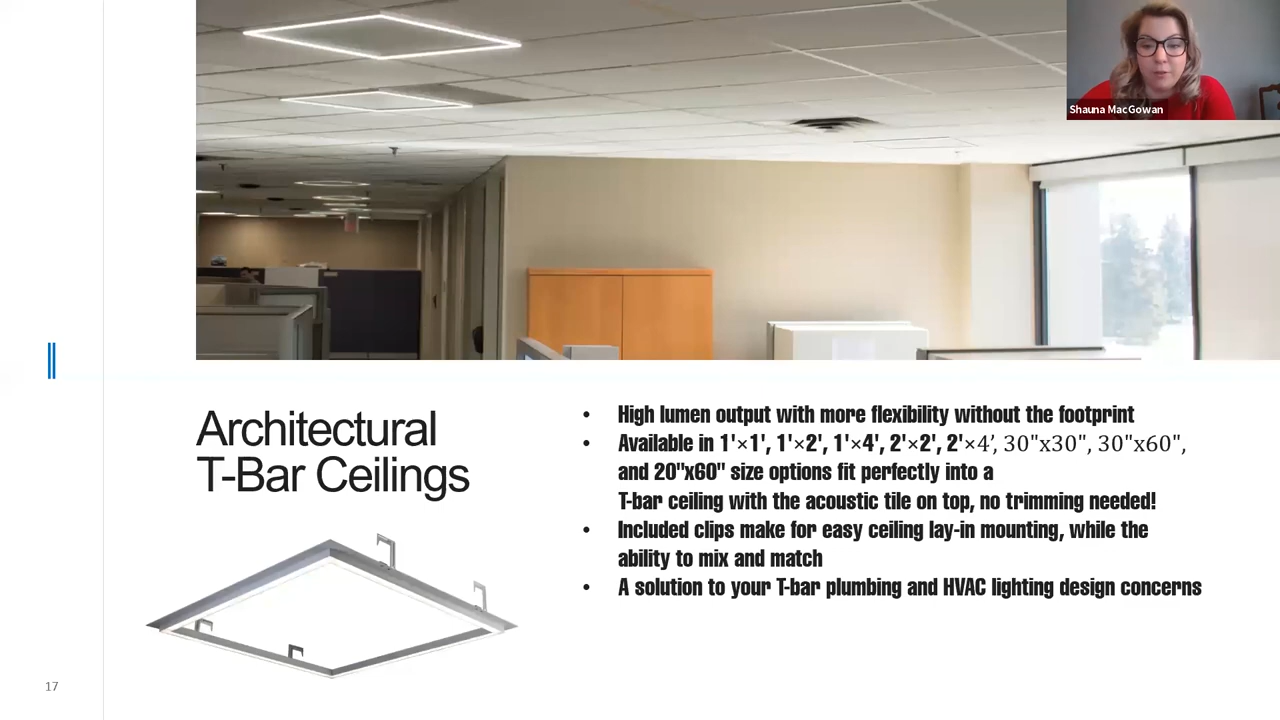 Shauna MacGowan
Architectural
T-Bar Ceilings
• High lumen output with more flexibility without the footprint
• Available in 1'×1', 1'×2', 1'×4', 2'×2', 2'×4’, 30"x30", 30"x60",
and 20"x60" size options fit perfectly into a
T-bar ceiling with the acoustic tile on top, no trimming needed!
• Included clips make for easy ceiling lay-in mounting, while the
ability to mix and match
• A solution to your T-bar plumbing and HVAC lighting design concerns
17